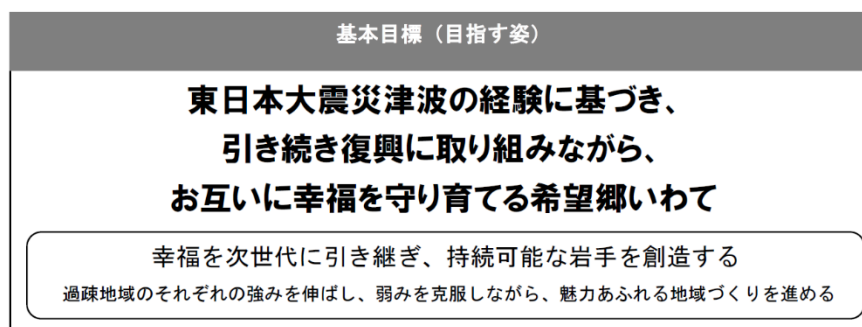 基本目標（目指す姿）
東日本大震災津波の経験に基づき、
引き続き復興に取り組みながら、
お互いに幸福を守り育てる希望郷いわて
幸福を次世代に引き継ぎ、持続可能な岩手を創造する
過疎地域のそれぞれの強みを伸ばし、弱みを克服しながら、魅力あふれる地域づくりを進める